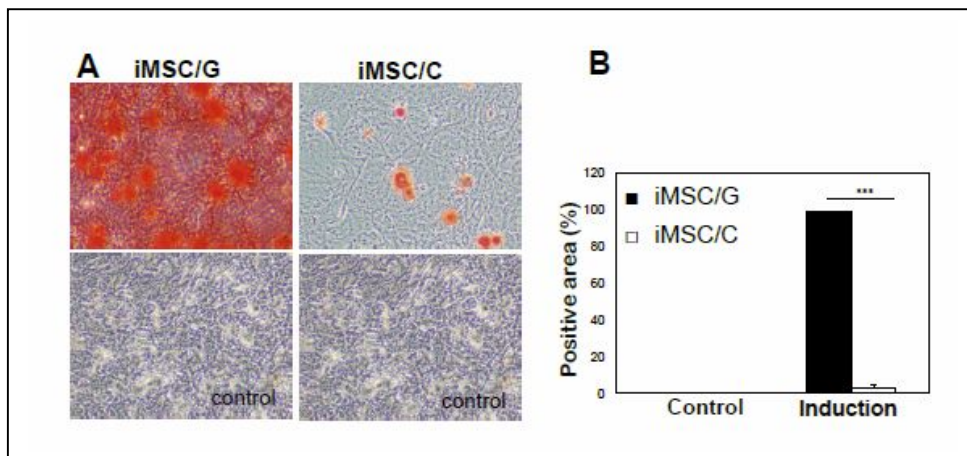 A
iMSC/G
iMSC/C
control
control
B
Positive area (%)
120
100
80
60
40
20
0
iMSC/G
iMSC/C
***
Control
Induction